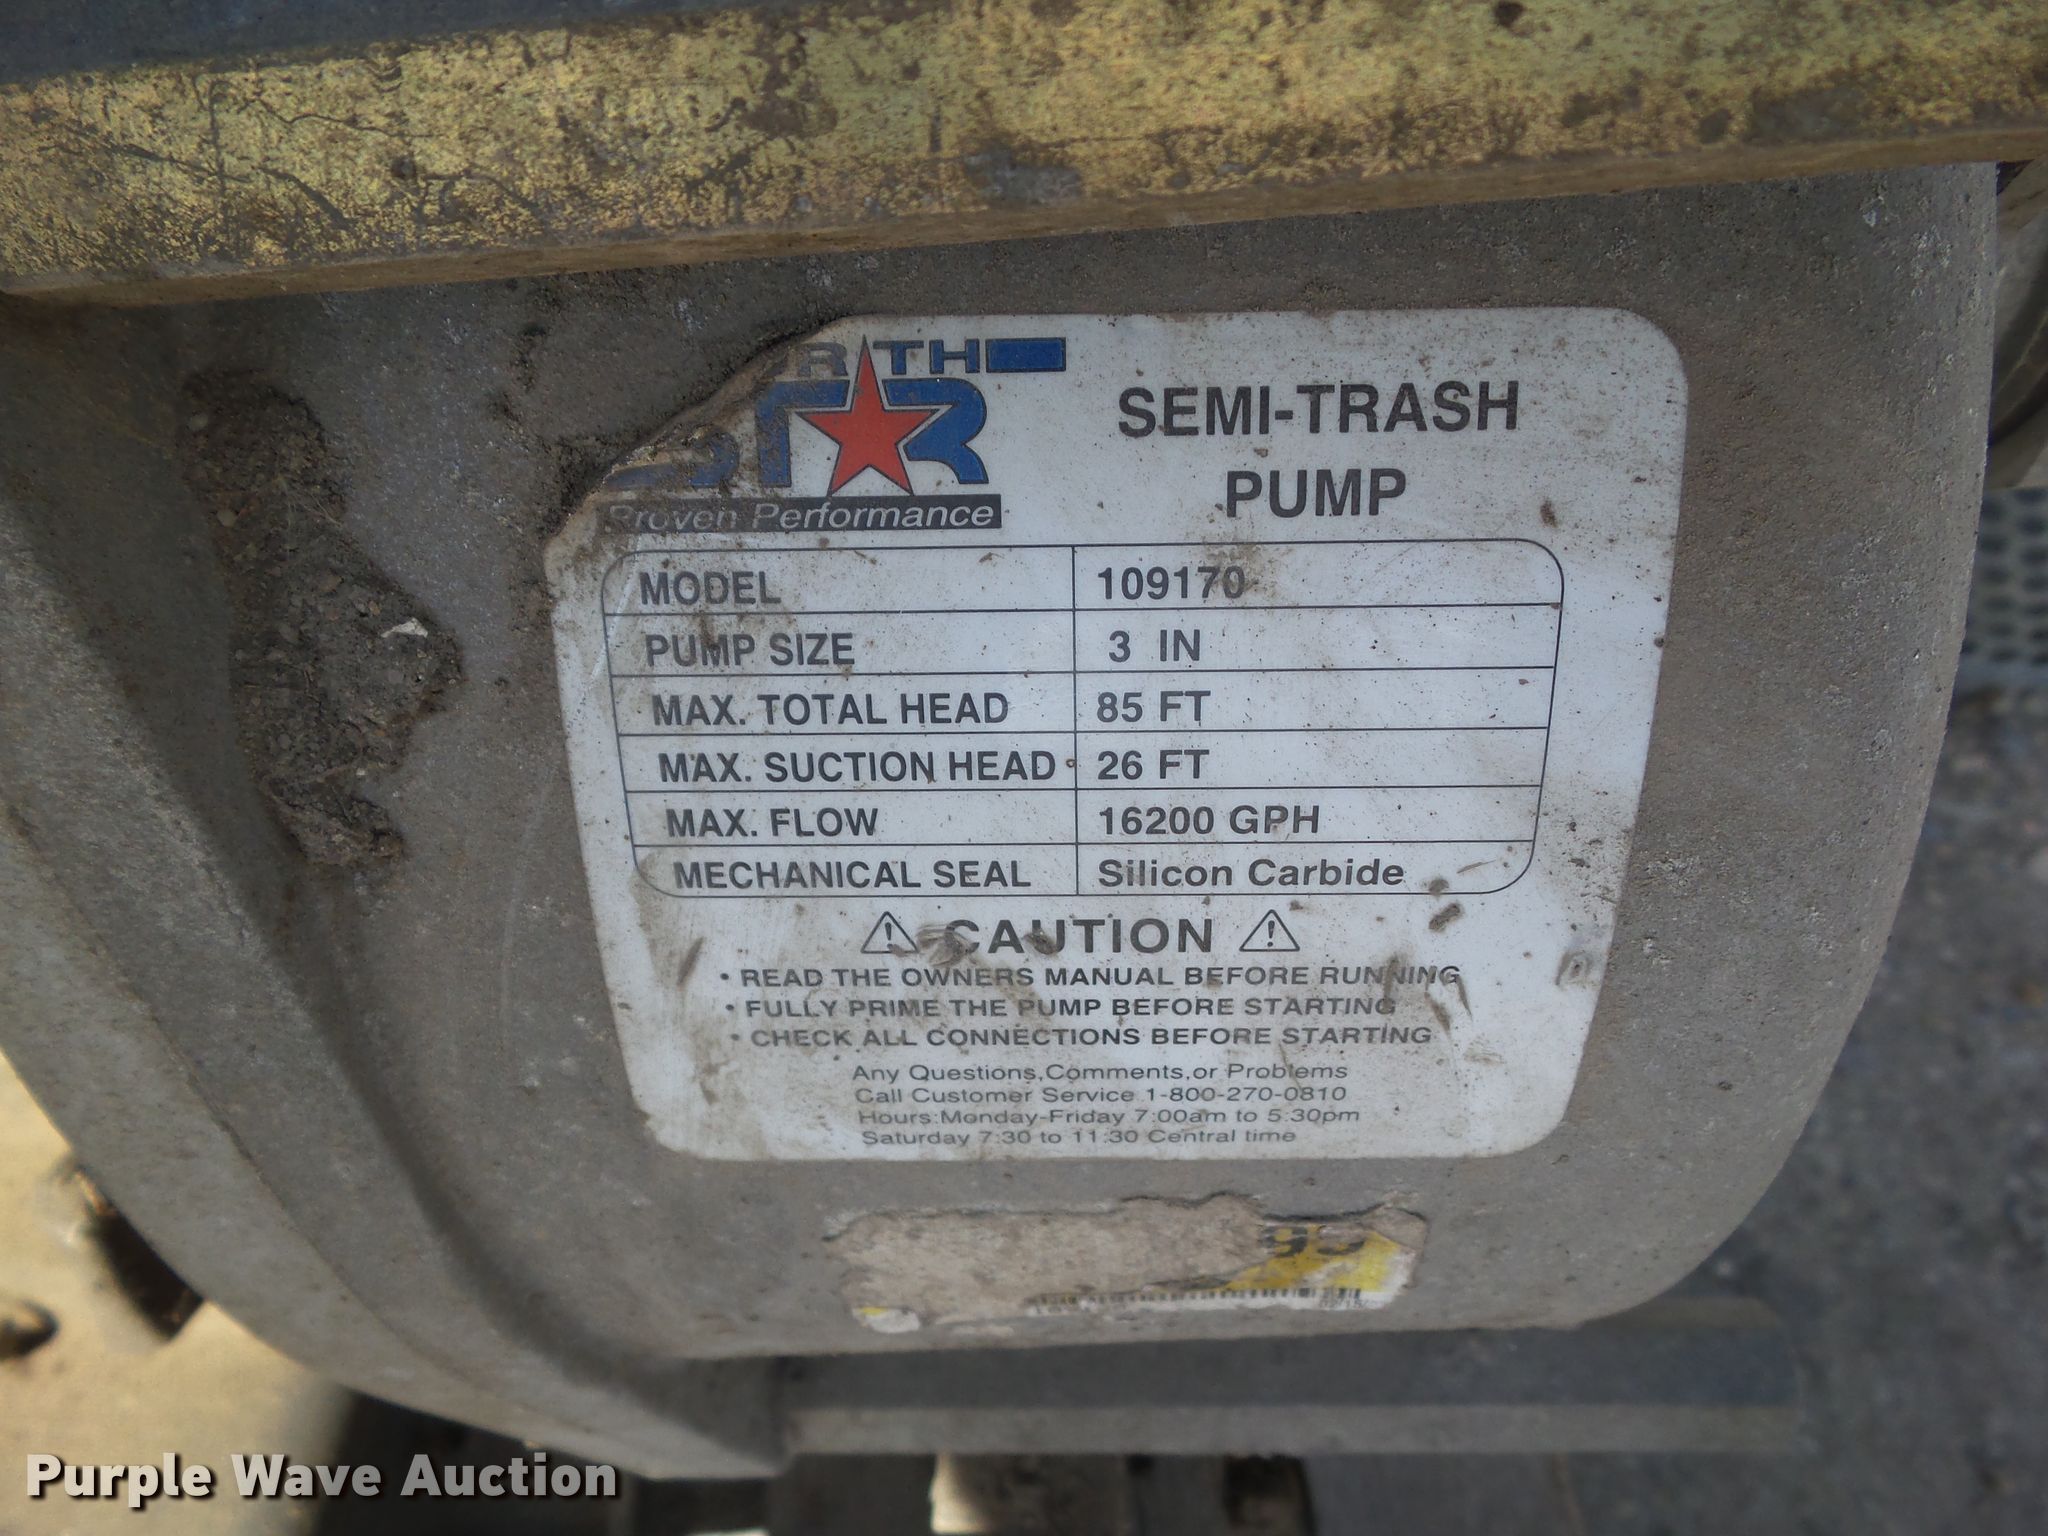 STAR
Proven Performance
SEMI-TRASH
PUMP
MODEL 109170
PUMP SIZE 3 IN
MAX. TOTAL HEAD 85 FT
MAX. SUCTION HEAD 26 FT
MAX. FLOW 16200 GPH
MECHANICAL SEAL Silicon Carbide
CAUTION
• READ THE OWNERS MANUAL BEFORE RUNNING
• FULLY PRIME THE PUMP BEFORE STARTING
• CHECK ALL CONNECTIONS BEFORE STARTING
Any Questions,Comments,or Problems
Call Customer Service 1-800-270-0810
Hours:Monday-Friday 7:00am to 5:30pm
Saturday 7:30 to 11:30 Central time
Purple Wave Auction